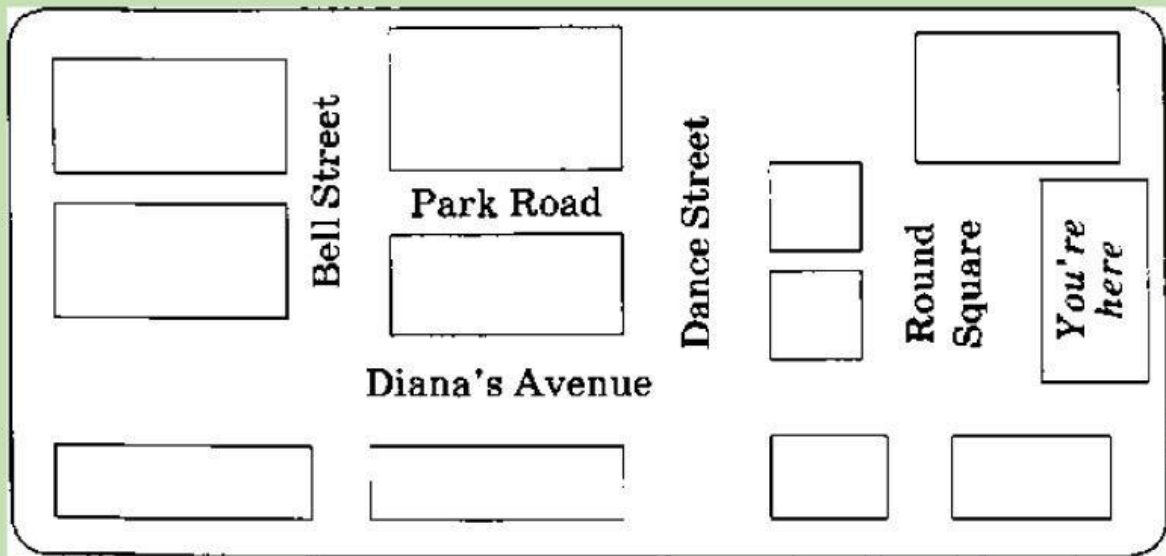 Bell Street
Park Road
Diana's Avenue
Dance Street
Round
Square
You're
here